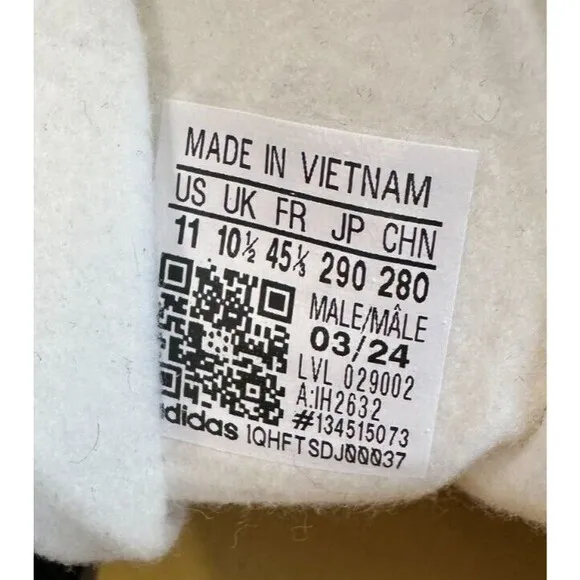 MADE IN VIETNAM
US UK FR JP CHN
11 10½ 45⅓ 290 280
MALE/MÂLE
03/24
LVL 029002
A:IH2632
#134515073
adidas 1QHFTSDJ00037